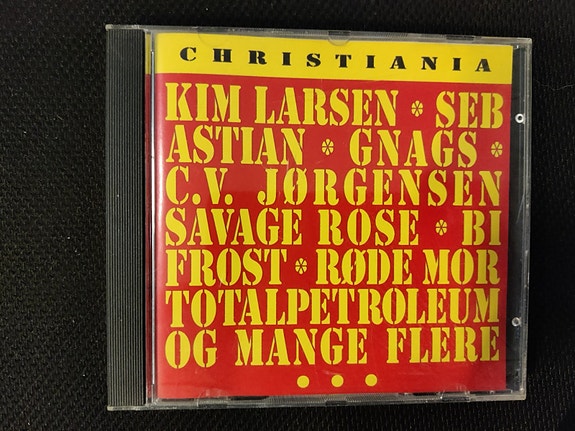 CHRISTIANIA
KIM LARSEN * SEB
ASTIAN * GNAGS *
C.V. JØRGENSEN
SAVAGE ROSE * BI
FROST * RØDE MOR
TOTALPETROLEUM
OG MANGE FLERE
● ● ●